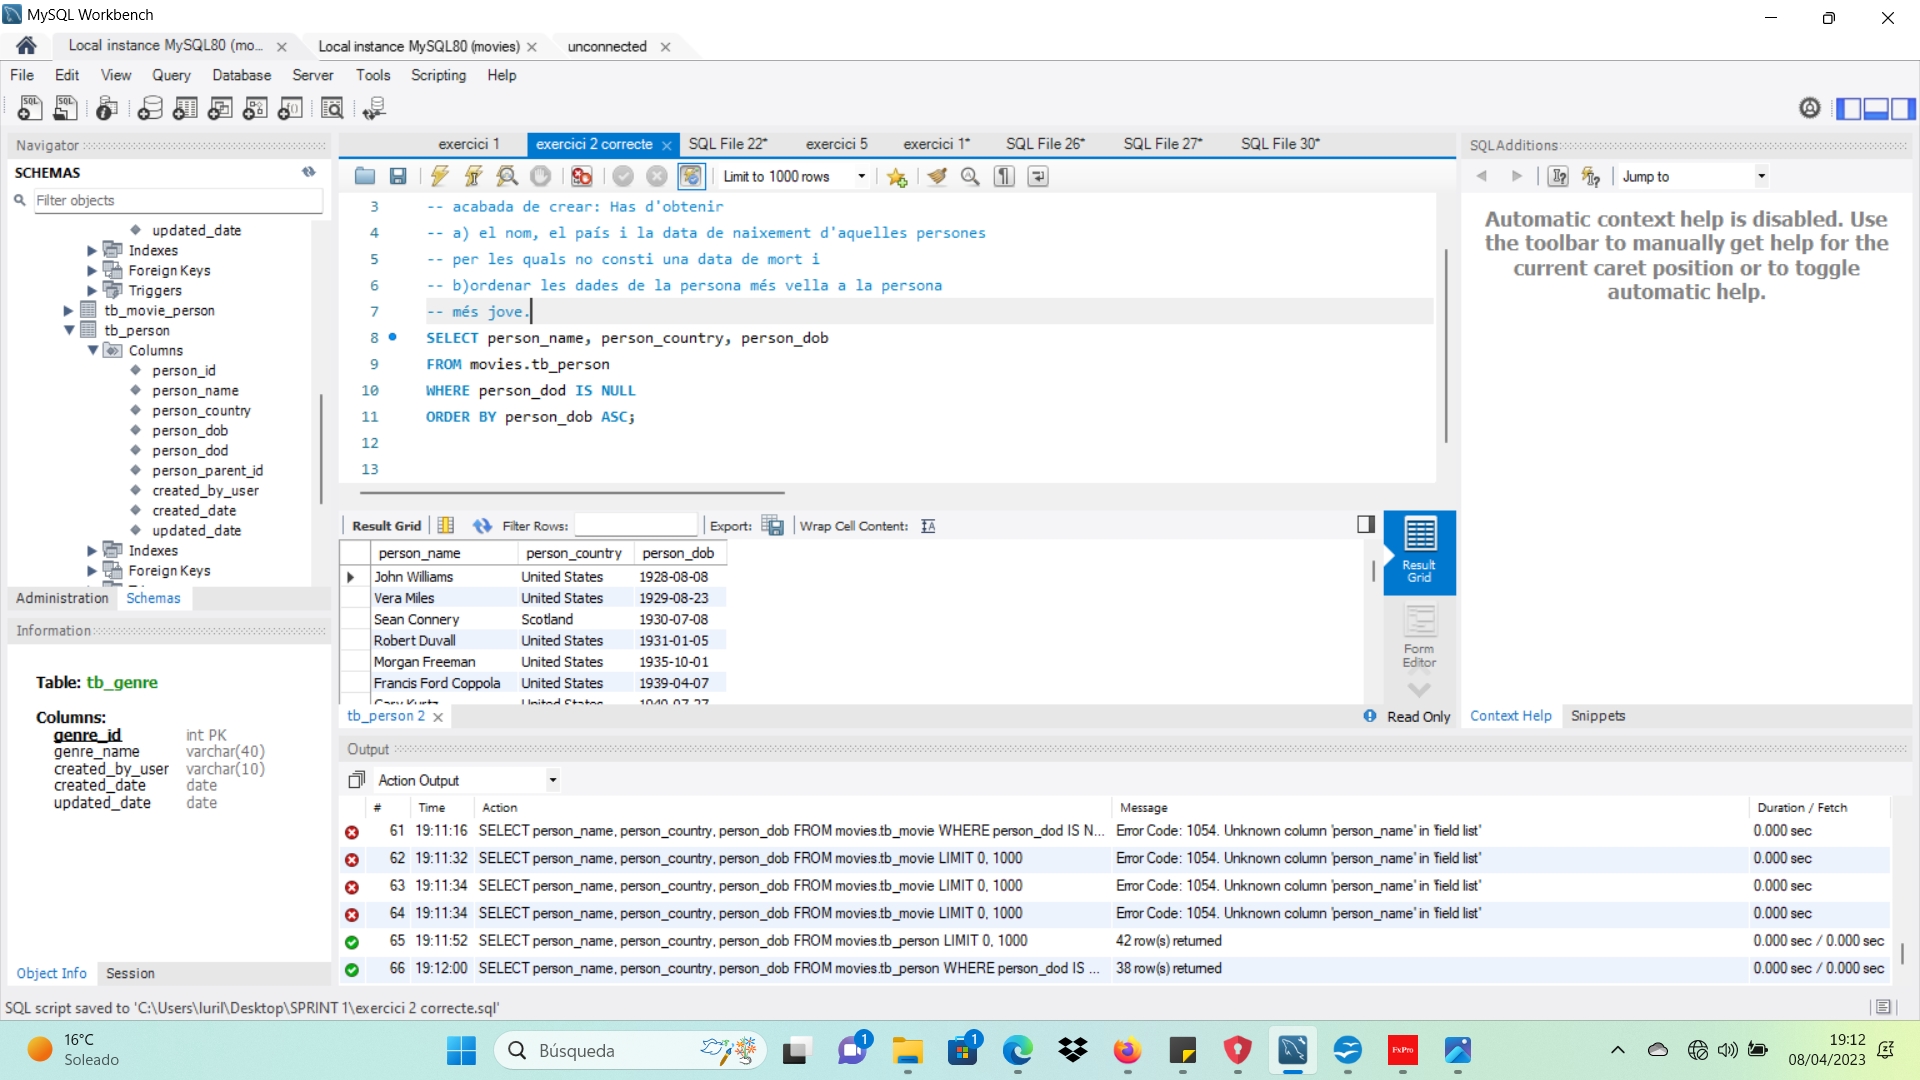 MySQL Workbench
Local instance MySQL80 (mo...
Local instance MySQL80 (movies)
unconnected
File Edit View Query Database Server Tools Scripting Help
Navigator
SCHEMAS
Filter objects
updated_date
Indexes
Foreign Keys
Triggers
tb_movie_person
tb_person
Columns
person_id
person_name
person_country
person_dob
person_dod
person_parent_id
created_by_user
created_date
updated_date
Indexes
Foreign Keys
Administration Schemas
Information
Table: tb_genre
Columns:
genre_id int PK
genre_name varchar(40)
created_by_user varchar(10)
created_date date
updated_date date
Object Info Session
exercici 1 exercici 2 correcte SQL File 22* exercici 5 exercici 1* SQL File 26* SQL File 27* SQL File 30*
Limit to 1000 rows
3 -- acabada de crear: Has d'obtenir
4 -- a) el nom, el país i la data de naixement d'aquelles persones
5 -- per les quals no consti una data de mort i
6 -- b)ordenar les dades de la persona més vella a la persona
7 -- més jove.
8 SELECT person_name, person_country, person_dob
9 FROM movies.tb_person
10 WHERE person_dod IS NULL
11 ORDER BY person_dob ASC;
12
13
Result Grid Filter Rows: Export: Wrap Cell Content:
person_name person_country person_dob
John Williams United States 1928-08-08
Vera Miles United States 1929-08-23
Sean Connery Scotland 1930-07-08
Robert Duvall United States 1931-01-05
Morgan Freeman United States 1935-10-01
Francis Ford Coppola United States 1939-04-07
Gary Kurtz United States 1940-07-27
Result
Grid
Form
Editor
tb_person 2
Read Only
SQLAdditions
Jump to
Automatic context help is disabled. Use
the toolbar to manually get help for the
current caret position or to toggle
automatic help.
Context Help Snippets
Output
Action Output
# Time Action Message Duration / Fetch
61 19:11:16 SELECT person_name, person_country, person_dob FROM movies.tb_movie WHERE person_dod IS N... Error Code: 1054. Unknown column 'person_name' in 'field list' 0.000 sec
62 19:11:32 SELECT person_name, person_country, person_dob FROM movies.tb_movie LIMIT 0, 1000 Error Code: 1054. Unknown column 'person_name' in 'field list' 0.000 sec
63 19:11:34 SELECT person_name, person_country, person_dob FROM movies.tb_movie LIMIT 0, 1000 Error Code: 1054. Unknown column 'person_name' in 'field list' 0.000 sec
64 19:11:34 SELECT person_name, person_country, person_dob FROM movies.tb_movie LIMIT 0, 1000 Error Code: 1054. Unknown column 'person_name' in 'field list' 0.000 sec
65 19:11:52 SELECT person_name, person_country, person_dob FROM movies.tb_person LIMIT 0, 1000 42 row(s) returned 0.000 sec / 0.000 sec
66 19:12:00 SELECT person_name, person_country, person_dob FROM movies.tb_person WHERE person_dod IS ... 38 row(s) returned 0.000 sec / 0.000 sec
SQL script saved to 'C:\Users\luril\Desktop\SPRINT 1\exercici 2 correcte.sql'
16°C
Soleado
Búsqueda
1
1
FxPro
19:12
08/04/2023